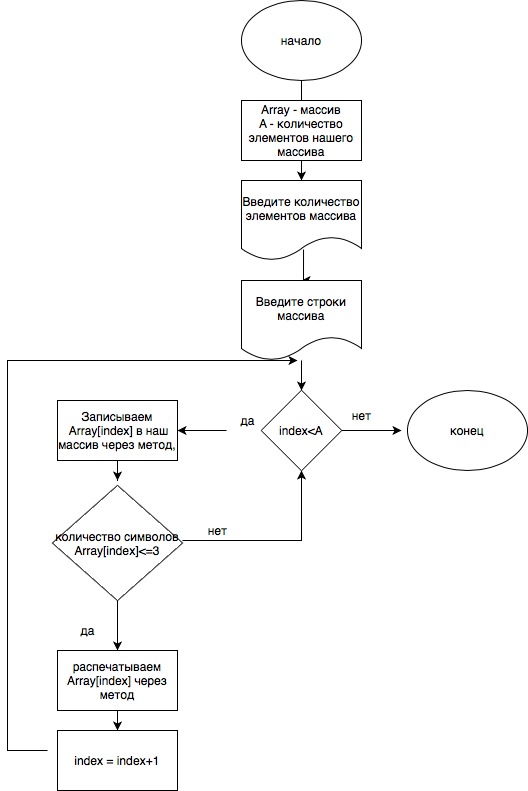 начало
Array - массив
A - количество
элементов нашего
массива
Введите количество
элементов массива
Введите строки
массива
index<A
да
нет
конец
Записываем
Array[index] в наш
массив через метод,
количество символов
Array[index]<=3
нет
да
распечатываем
Array[index] через
метод
index = index+1